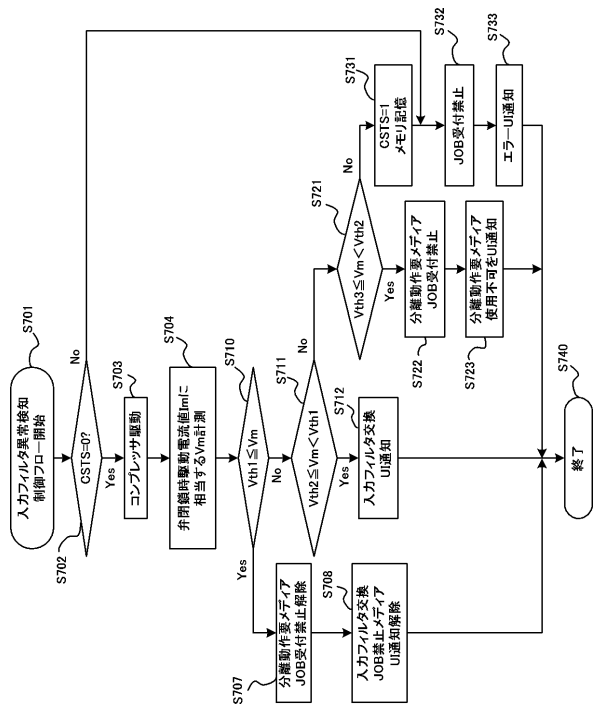 S701
入力フィルタ異常検知
制御フロー開始
S702
CSTS=0?
No
Yes
S703
コンプレッサ駆動
S704
弁閉鎖時駆動電流値Imに
相当するVm計測
S710
Vth1≦Vm
Yes
No
S707
分離動作要メディア
JOB受付禁止解除
S708
入力フィルタ交換
JOB禁止メディア
UI通知解除
S711
Vth2≦Vm<Vth1
No
Yes
S712
入力フィルタ交換
UI通知
S721
Vth3≦Vm<Vth2
No
Yes
S722
分離動作要メディア
JOB受付禁止
S723
分離動作要メディア
使用不可をUI通知
S731
CSTS=1
メモリ記憶
S732
JOB受付禁止
S733
エラーUI通知
S740
終了